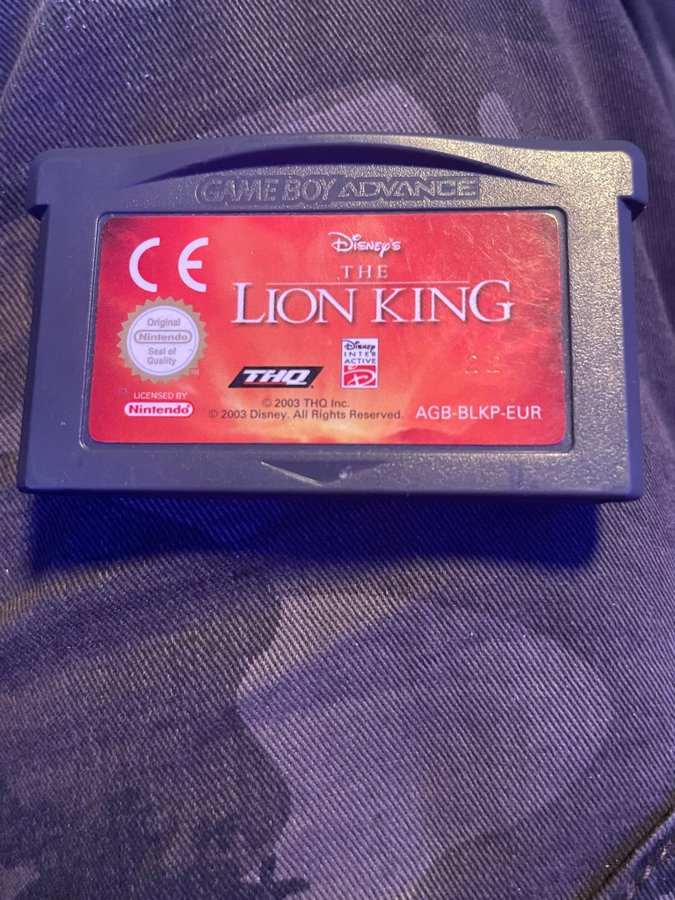 GAME BOY ADVANCE
CE
Disney's
THE
LION KING
Original
Nintendo
Seal of
Quality
THQ
Disney
INTER
ACTIVE
LICENSED BY
Nintendo
© 2003 THQ Inc.
© 2003 Disney. All Rights Reserved.
AGB-BLKP-EUR